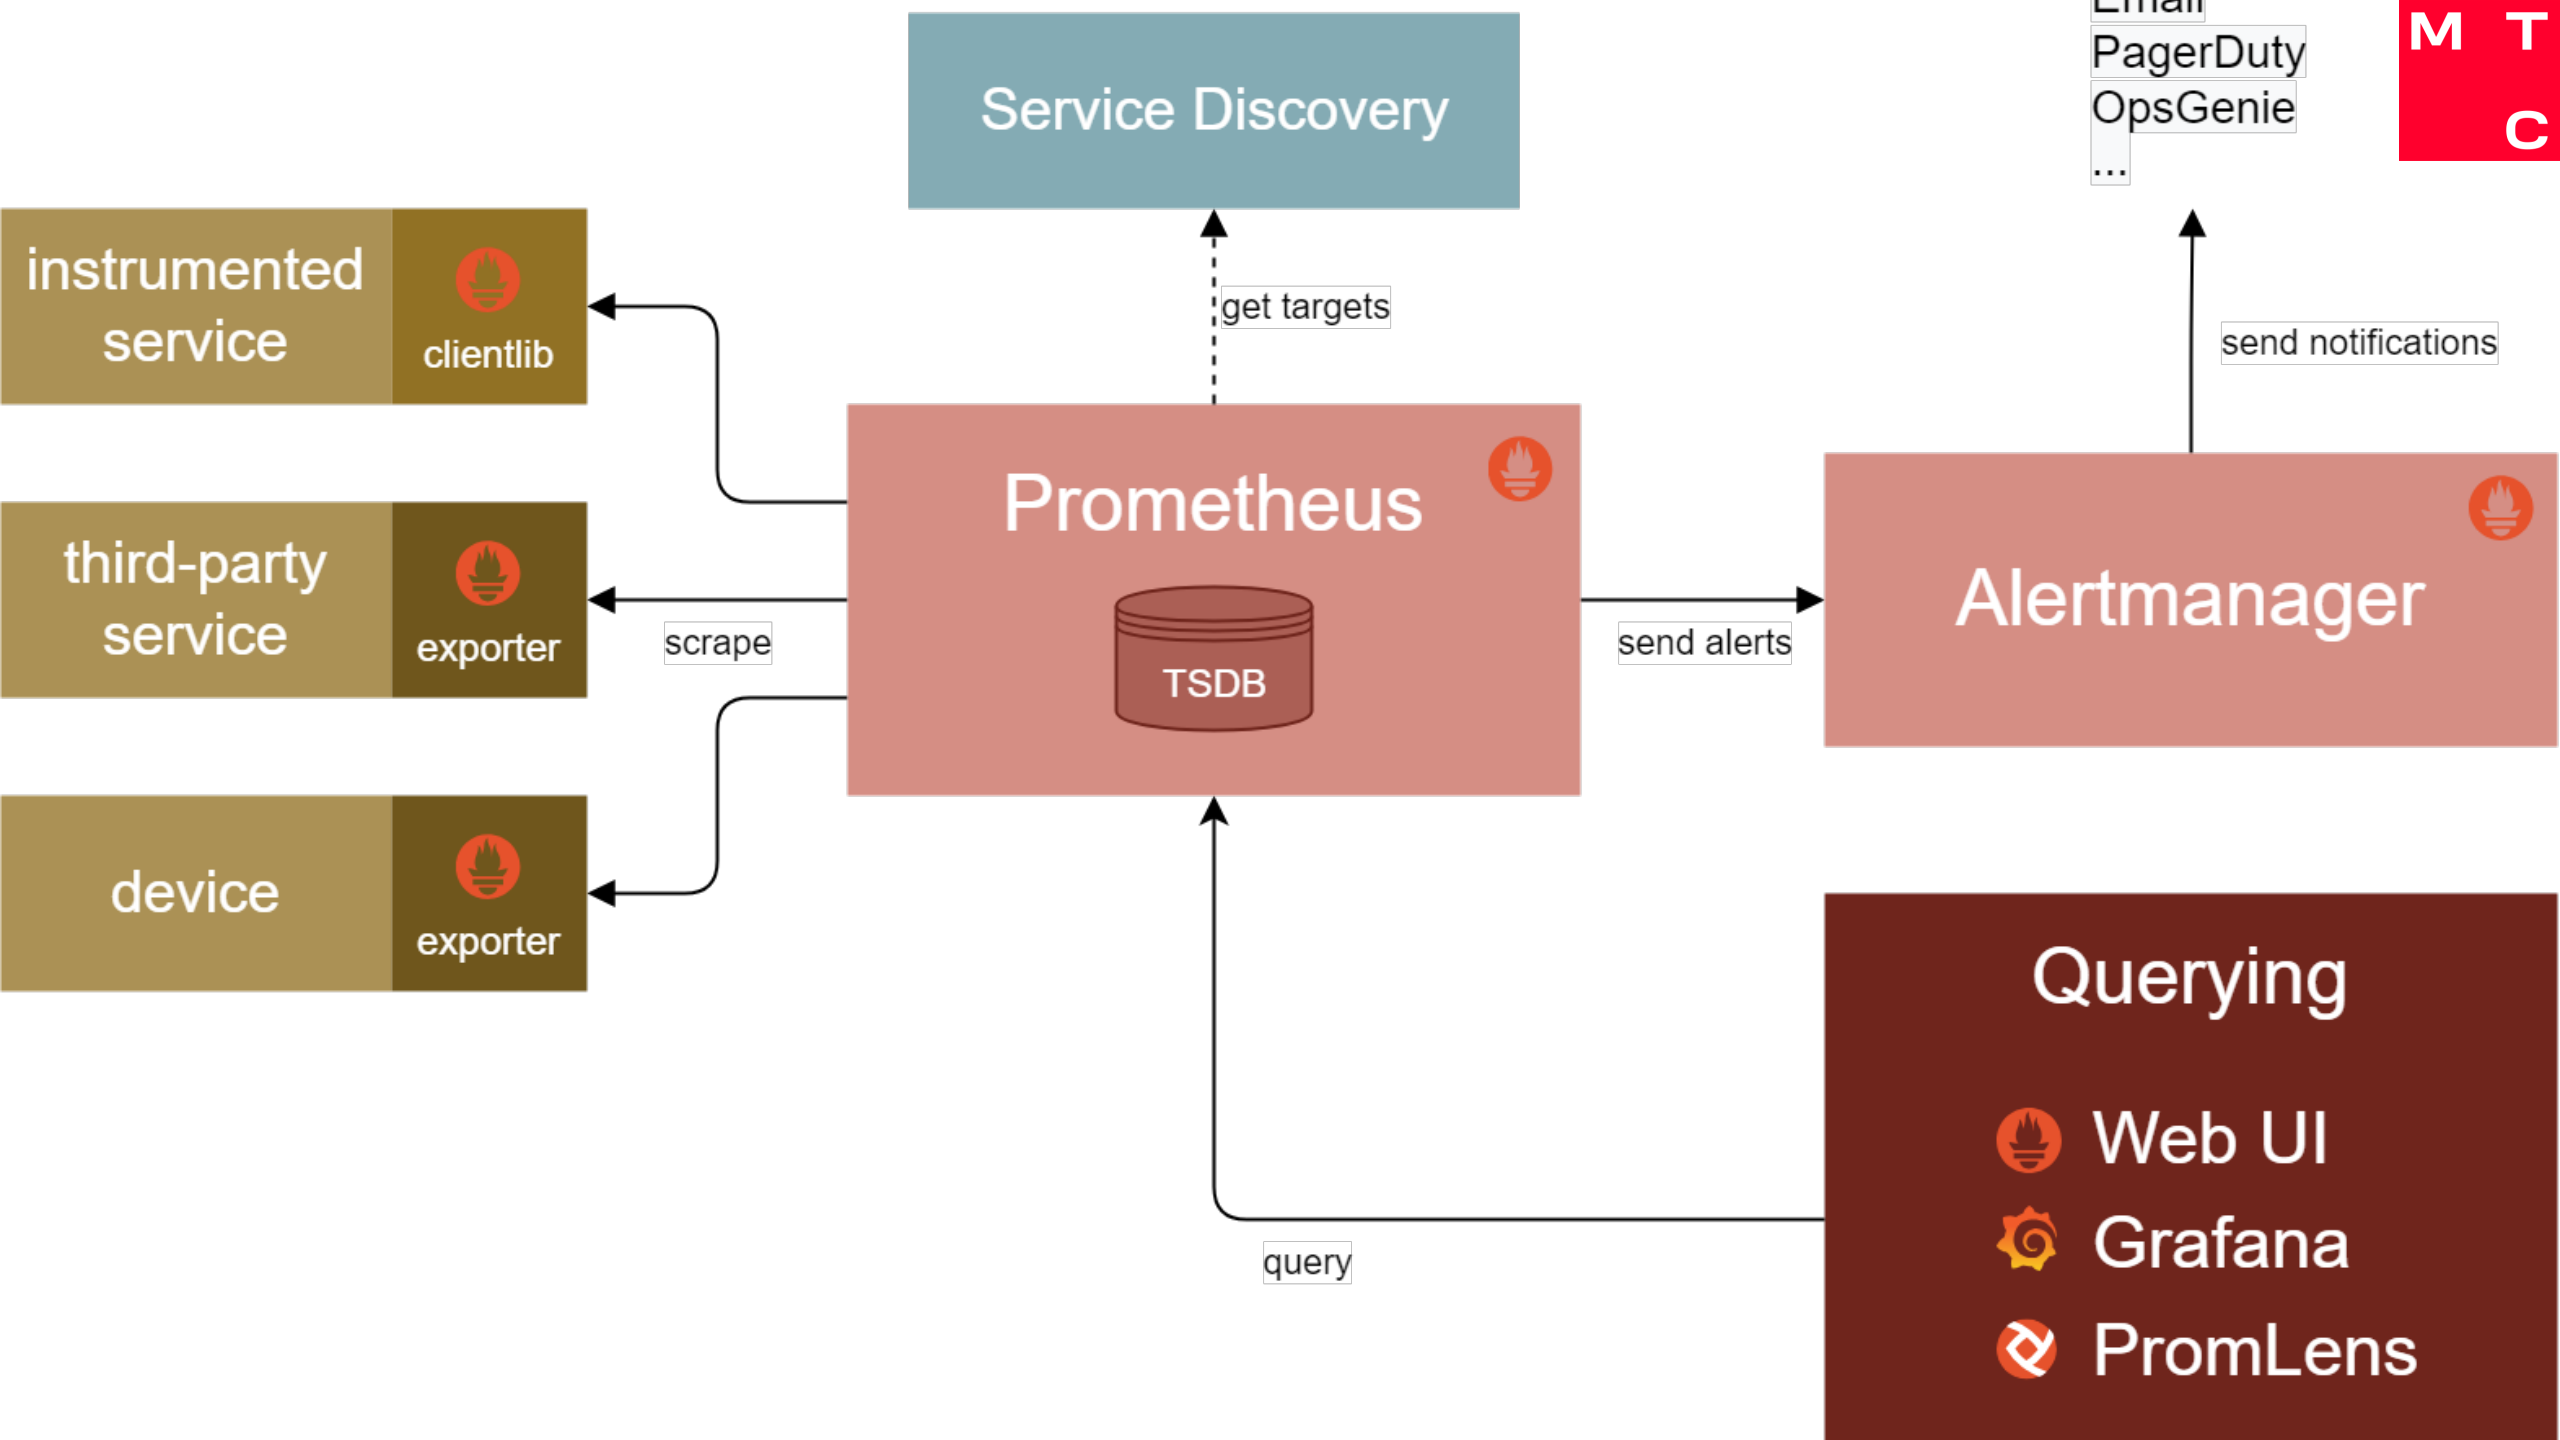 Email
PagerDuty
OpsGenie
...
М Т
С
Service Discovery
get targets
send notifications
instrumented
service
clientlib
third-party
service
exporter
device
exporter
scrape
Prometheus
TSDB
send alerts
Alertmanager
query
Querying
Web UI
Grafana
PromLens